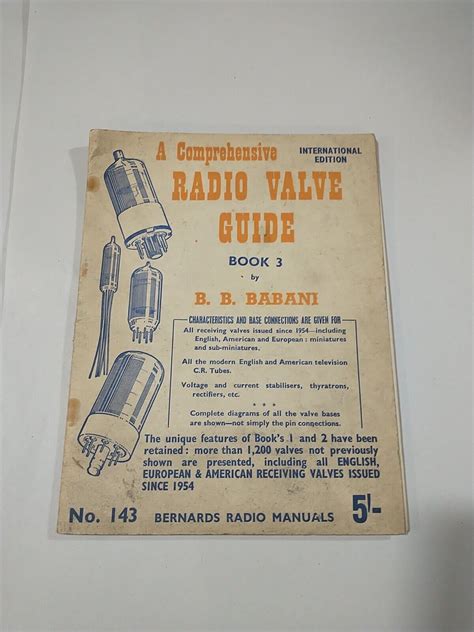 A Comprehensive
INTERNATIONAL
EDITION
RADIO VALVE
GUIDE
BOOK 3
by
B. B. BABANI
CHARACTERISTICS AND BASE CONNECTIONS ARE GIVEN FOR
All receiving valves issued since 1954—including
English, American and European : miniatures
and sub-miniatures.
All the modern English and American television
C.R. Tubes.
Voltage and current stabilisers, thyratrons,
rectifiers, etc.
* * *
Complete diagrams of all the valve bases
are shown—not simply the pin connections.
The unique features of Book's 1 and 2 have been
retained : more than 1,200 valves not previously
shown are presented, including all ENGLISH,
EUROPEAN & AMERICAN RECEIVING VALVES ISSUED
SINCE 1954
No. 143 BERNARDS RADIO MANUALS 5/-